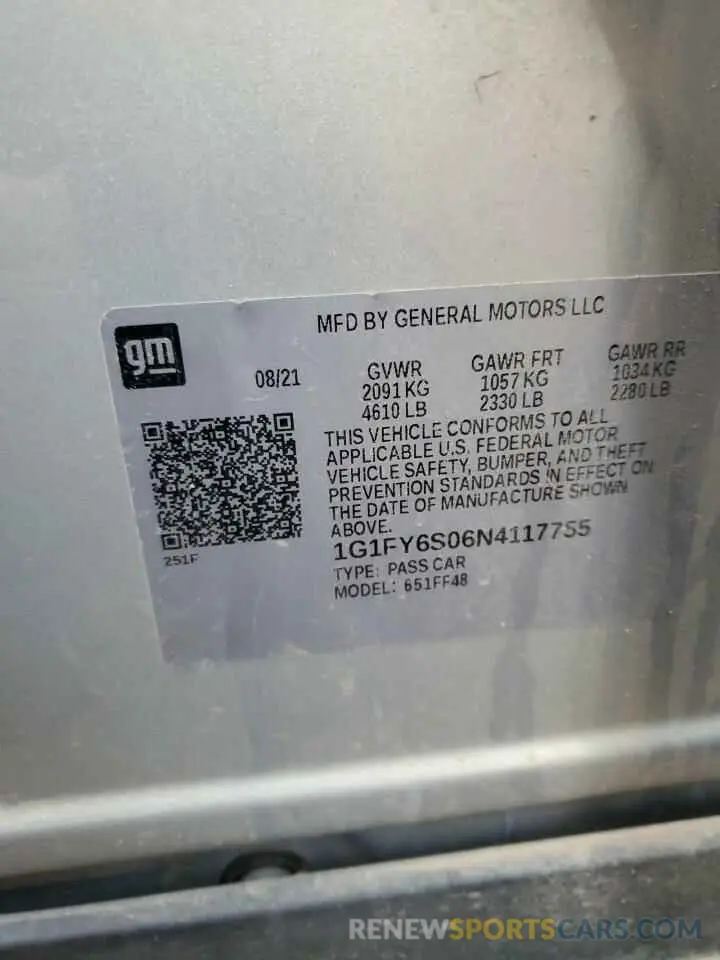 MFD BY GENERAL MOTORS LLC
gm
08/21
GVWR
2091 KG
4610 LB
GAWR FRT
1057 KG
2330 LB
GAWR RR
1034 KG
2280 LB
THIS VEHICLE CONFORMS TO ALL
APPLICABLE U.S. FEDERAL MOTOR
VEHICLE SAFETY, BUMPER, AND THEFT
PREVENTION STANDARDS IN EFFECT ON
THE DATE OF MANUFACTURE SHOWN
ABOVE.
251F
1G1FY6S06N4117755
TYPE: PASS CAR
MODEL: 651FF48
RENEWSPORTSCARS.COM